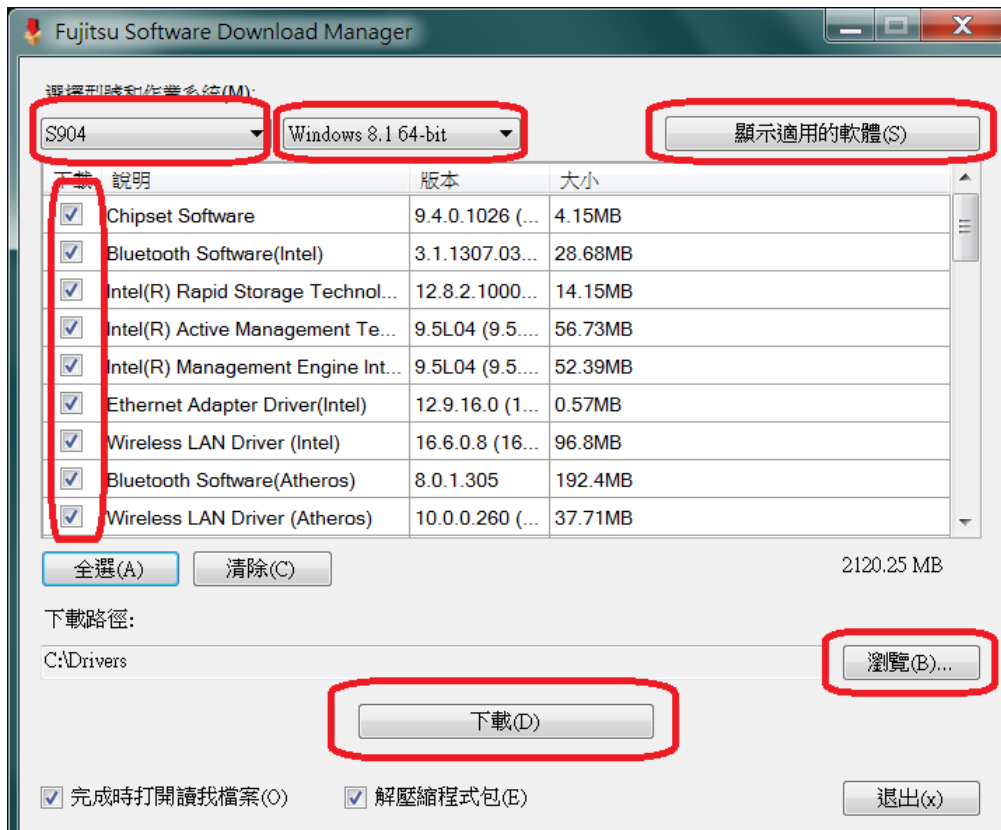 Fujitsu Software Download Manager
選擇型號和作業系統(M):
S904 Windows 8.1 64-bit 顯示適用的軟體(S)
下載 說明 版本 大小
Chipset Software 9.4.0.1026 (... 4.15MB
Bluetooth Software(Intel) 3.1.1307.03... 28.68MB
Intel(R) Rapid Storage Technol... 12.8.2.1000... 14.15MB
Intel(R) Active Management Te... 9.5L04 (9.5.... 56.73MB
Intel(R) Management Engine Int... 9.5L04 (9.5.... 52.39MB
Ethernet Adapter Driver(Intel) 12.9.16.0 (1... 0.57MB
Wireless LAN Driver (Intel) 16.6.0.8 (16... 96.8MB
Bluetooth Software(Atheros) 8.0.1.305 192.4MB
Wireless LAN Driver (Atheros) 10.0.0.260 (... 37.71MB
全選(A) 清除(C) 2120.25 MB
下載路徑:
C:\Drivers 瀏覽(B)...
下載(D)
完成時打開讀我檔案(O) 解壓縮程式包(E) 退出(x)